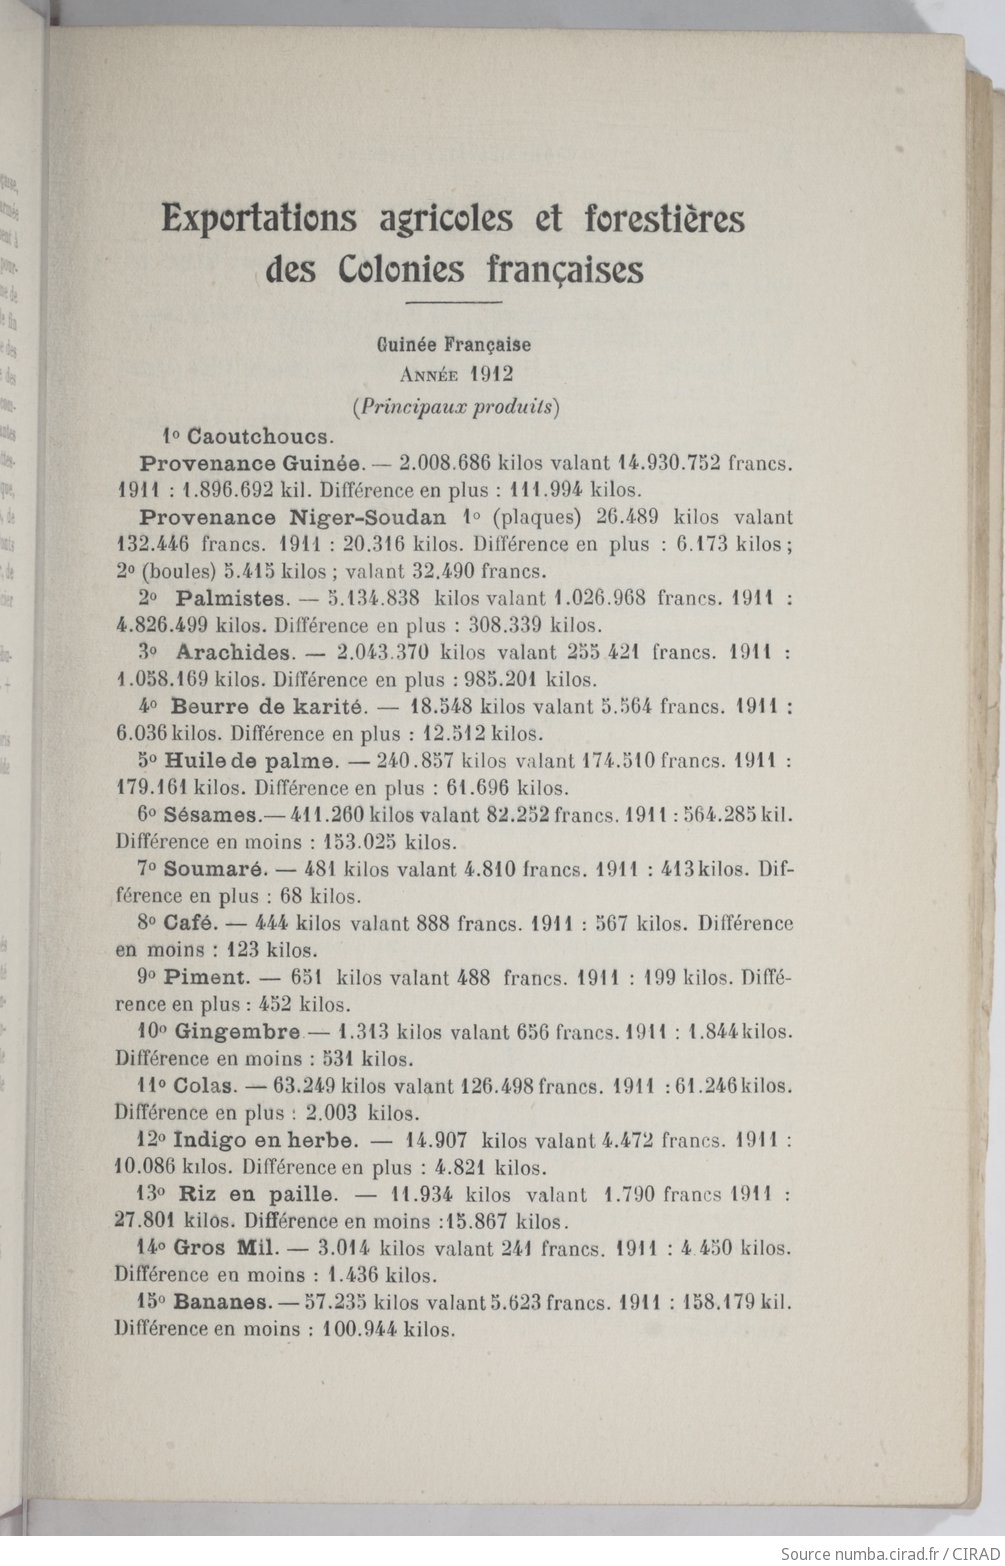 Exportations agricoles et forestières
des Colonies françaises
Guinée Française
ANNÉE 1912
(Principaux produits)
1º Caoutchoucs.
Provenance Guinée. — 2.008.686 kilos valant 14.930.752 francs.
1911 : 1.896.692 kil. Différence en plus : 111.994 kilos.
Provenance Niger-Soudan 1º (plaques) 26.489 kilos valant
132.446 francs. 1911 : 20.316 kilos. Différence en plus : 6.173 kilos ;
2º (boules) 5.415 kilos ; valant 32.490 francs.
2º Palmistes. — 5.134.838 kilos valant 1.026.968 francs. 1911 :
4.826.499 kilos. Différence en plus : 308.339 kilos.
3º Arachides. — 2.043.370 kilos valant 255 421 francs. 1911 :
1.058.169 kilos. Différence en plus : 985.201 kilos.
4º Beurre de karité. — 18.548 kilos valant 5.564 francs. 1911 :
6.036 kilos. Différence en plus : 12.512 kilos.
5º Huile de palme. — 240.857 kilos valant 174.510 francs. 1911 :
179.161 kilos. Différence en plus : 61.696 kilos.
6º Sésames. — 411.260 kilos valant 82.252 francs. 1911 : 564.285 kil.
Différence en moins : 153.025 kilos.
7º Soumaré. — 481 kilos valant 4.810 francs. 1911 : 413 kilos. Dif-
férence en plus : 68 kilos.
8º Café. — 444 kilos valant 888 francs. 1911 : 567 kilos. Différence
en moins : 123 kilos.
9º Piment. — 651 kilos valant 488 francs. 1911 : 199 kilos. Diffé-
rence en plus : 452 kilos.
10º Gingembre — 1.313 kilos valant 656 francs. 1911 : 1.844 kilos.
Différence en moins : 531 kilos.
11º Colas. — 63.249 kilos valant 126.498 francs. 1911 : 61.246 kilos.
Différence en plus : 2.003 kilos.
12º Indigo en herbe. — 14.907 kilos valant 4.472 francs. 1911 :
10.086 kilos. Différence en plus : 4.821 kilos.
13º Riz en paille. — 11.934 kilos valant 1.790 francs 1911 :
27.801 kilos. Différence en moins : 15.867 kilos.
14º Gros Mil. — 3.014 kilos valant 241 francs. 1911 : 4.450 kilos.
Différence en moins : 1.436 kilos.
15º Bananes. — 57.235 kilos valant 5.623 francs. 1911 : 158.179 kil.
Différence en moins : 100.944 kilos.
Source numba.cirad.fr / CIRAD